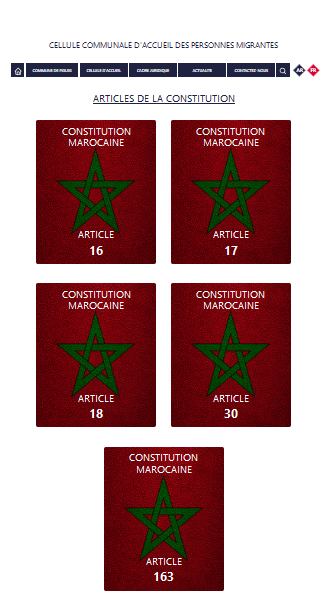 CELLULE COMMUNALE D'ACCUEIL DES PERSONNES MIGRANTES
COMMUNE DE FIGUIG CELLULE D'ACCUEIL CADRE JURIDIQUE ACTUALITE CONTACTEZ-NOUS AR FR
ARTICLES DE LA CONSTITUTION
CONSTITUTION
MAROCAINE
ARTICLE
16
CONSTITUTION
MAROCAINE
ARTICLE
17
CONSTITUTION
MAROCAINE
ARTICLE
18
CONSTITUTION
MAROCAINE
ARTICLE
30
CONSTITUTION
MAROCAINE
ARTICLE
163